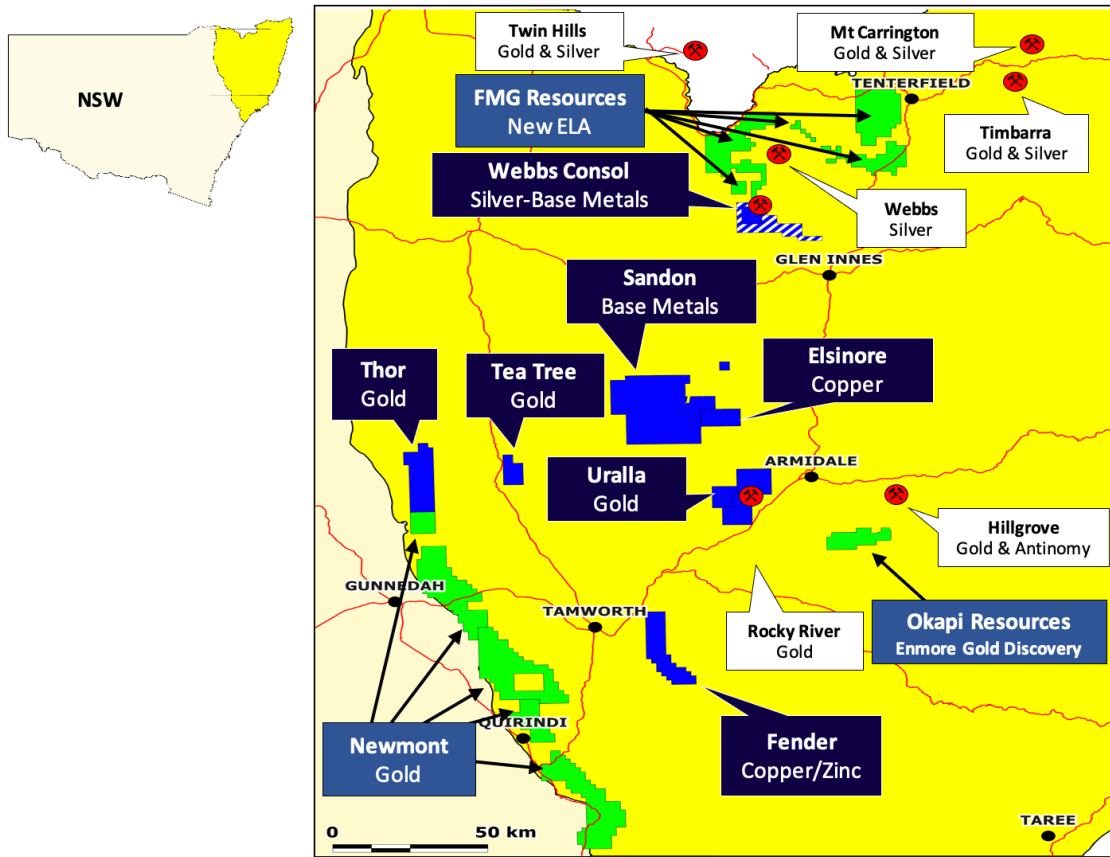 NSW
Twin Hills
Gold & Silver
Mt Carrington
Gold & Silver
TENTERFIELD
FMG Resources
New ELA
Timbarra
Gold & Silver
Webbs Consol
Silver-Base Metals
Webbs
Silver
GLEN INNES
Sandon
Base Metals
Elsinore
Copper
Thor
Gold
Tea Tree
Gold
ARMIDALE
Uralla
Gold
Hillgrove
Gold & Antinomy
GUNNEDAH
TAMWORTH
Rocky River
Gold
Okapi Resources
Enmore Gold Discovery
QUIRINDI
Newmont
Gold
Fender
Copper/Zinc
0 50 km
TAREE